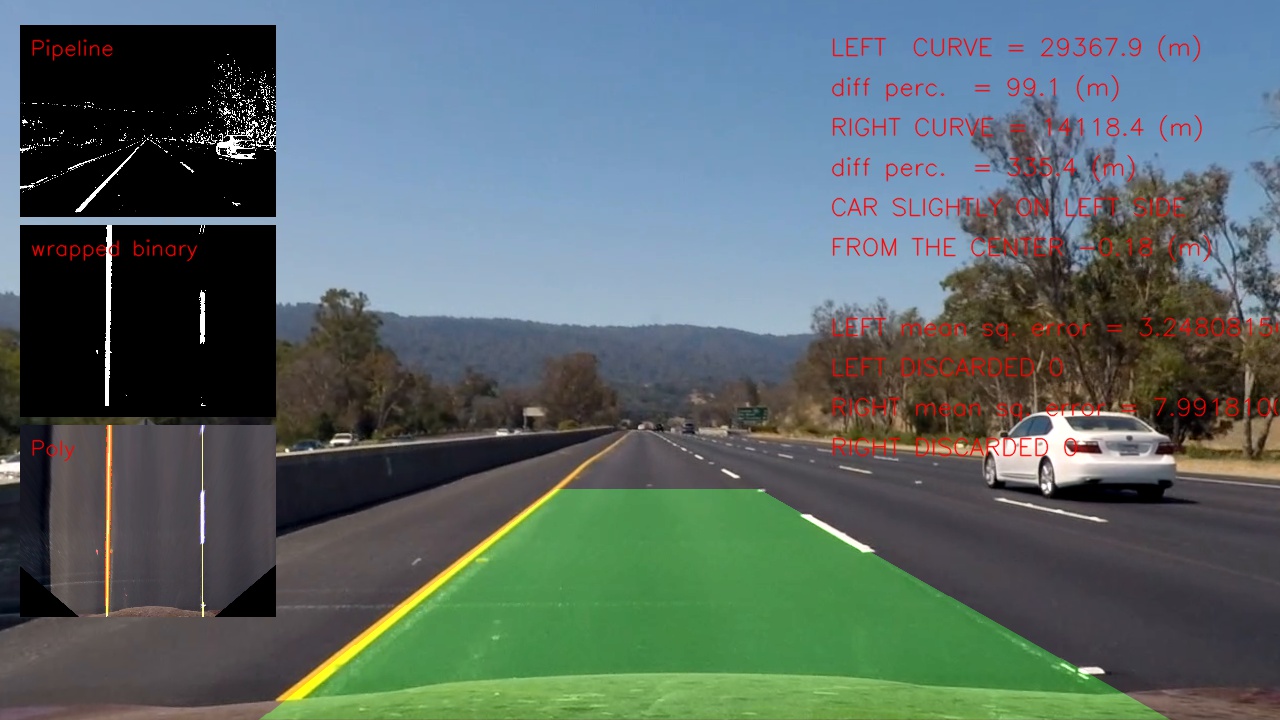 Pipeline
wrapped binary
Poly
LEFT CURVE = 29367.9 (m)
diff perc. = 99.1 (m)
RIGHT CURVE = 14118.4 (m)
diff perc. = 335.4 (m)
CAR SLIGHTLY ON LEFT SIDE
FROM THE CENTER -0.18 (m)
LEFT mean sq. error = 3.2480815
LEFT DISCARDED 0
RIGHT mean sq. error = 7.991810
RIGHT DISCARDED 0